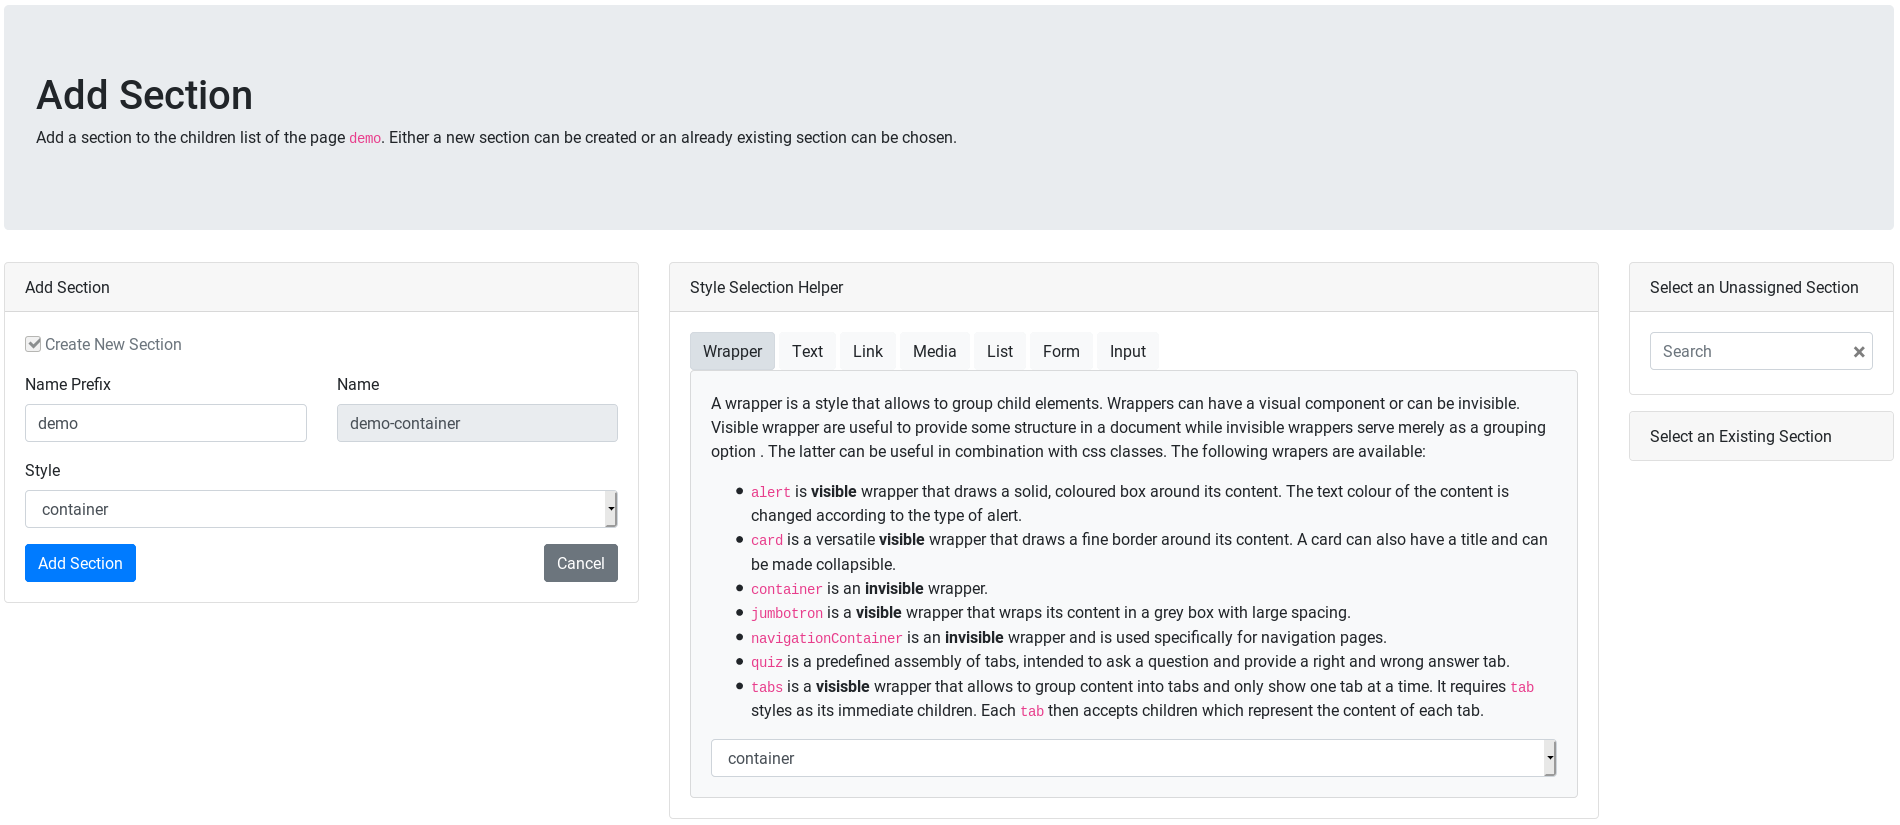 Add Section
Add a section to the children list of the page demo. Either a new section can be created or an already existing section can be chosen.
Add Section
Create New Section
Name Prefix
Name
demo
demo-container
Style
container
Add Section
Cancel
Style Selection Helper
Wrapper
Text
Link
Media
List
Form
Input
A wrapper is a style that allows to group child elements. Wrappers can have a visual component or can be invisible.
Visible wrapper are useful to provide some structure in a document while invisible wrappers serve merely as a grouping
option . The latter can be useful in combination with css classes. The following wrapers are available:
• alert is visible wrapper that draws a solid, coloured box around its content. The text colour of the content is
changed according to the type of alert.
• card is a versatile visible wrapper that draws a fine border around its content. A card can also have a title and can
be made collapsible.
• container is an invisible wrapper.
• jumbotron is a visible wrapper that wraps its content in a grey box with large spacing.
• navigationContainer is an invisible wrapper and is used specifically for navigation pages.
• quiz is a predefined assembly of tabs, intended to ask a question and provide a right and wrong answer tab.
• tabs is a visisble wrapper that allows to group content into tabs and only show one tab at a time. It requires tab
styles as its immediate children. Each tab then accepts children which represent the content of each tab.
container
Select an Unassigned Section
Search
Select an Existing Section